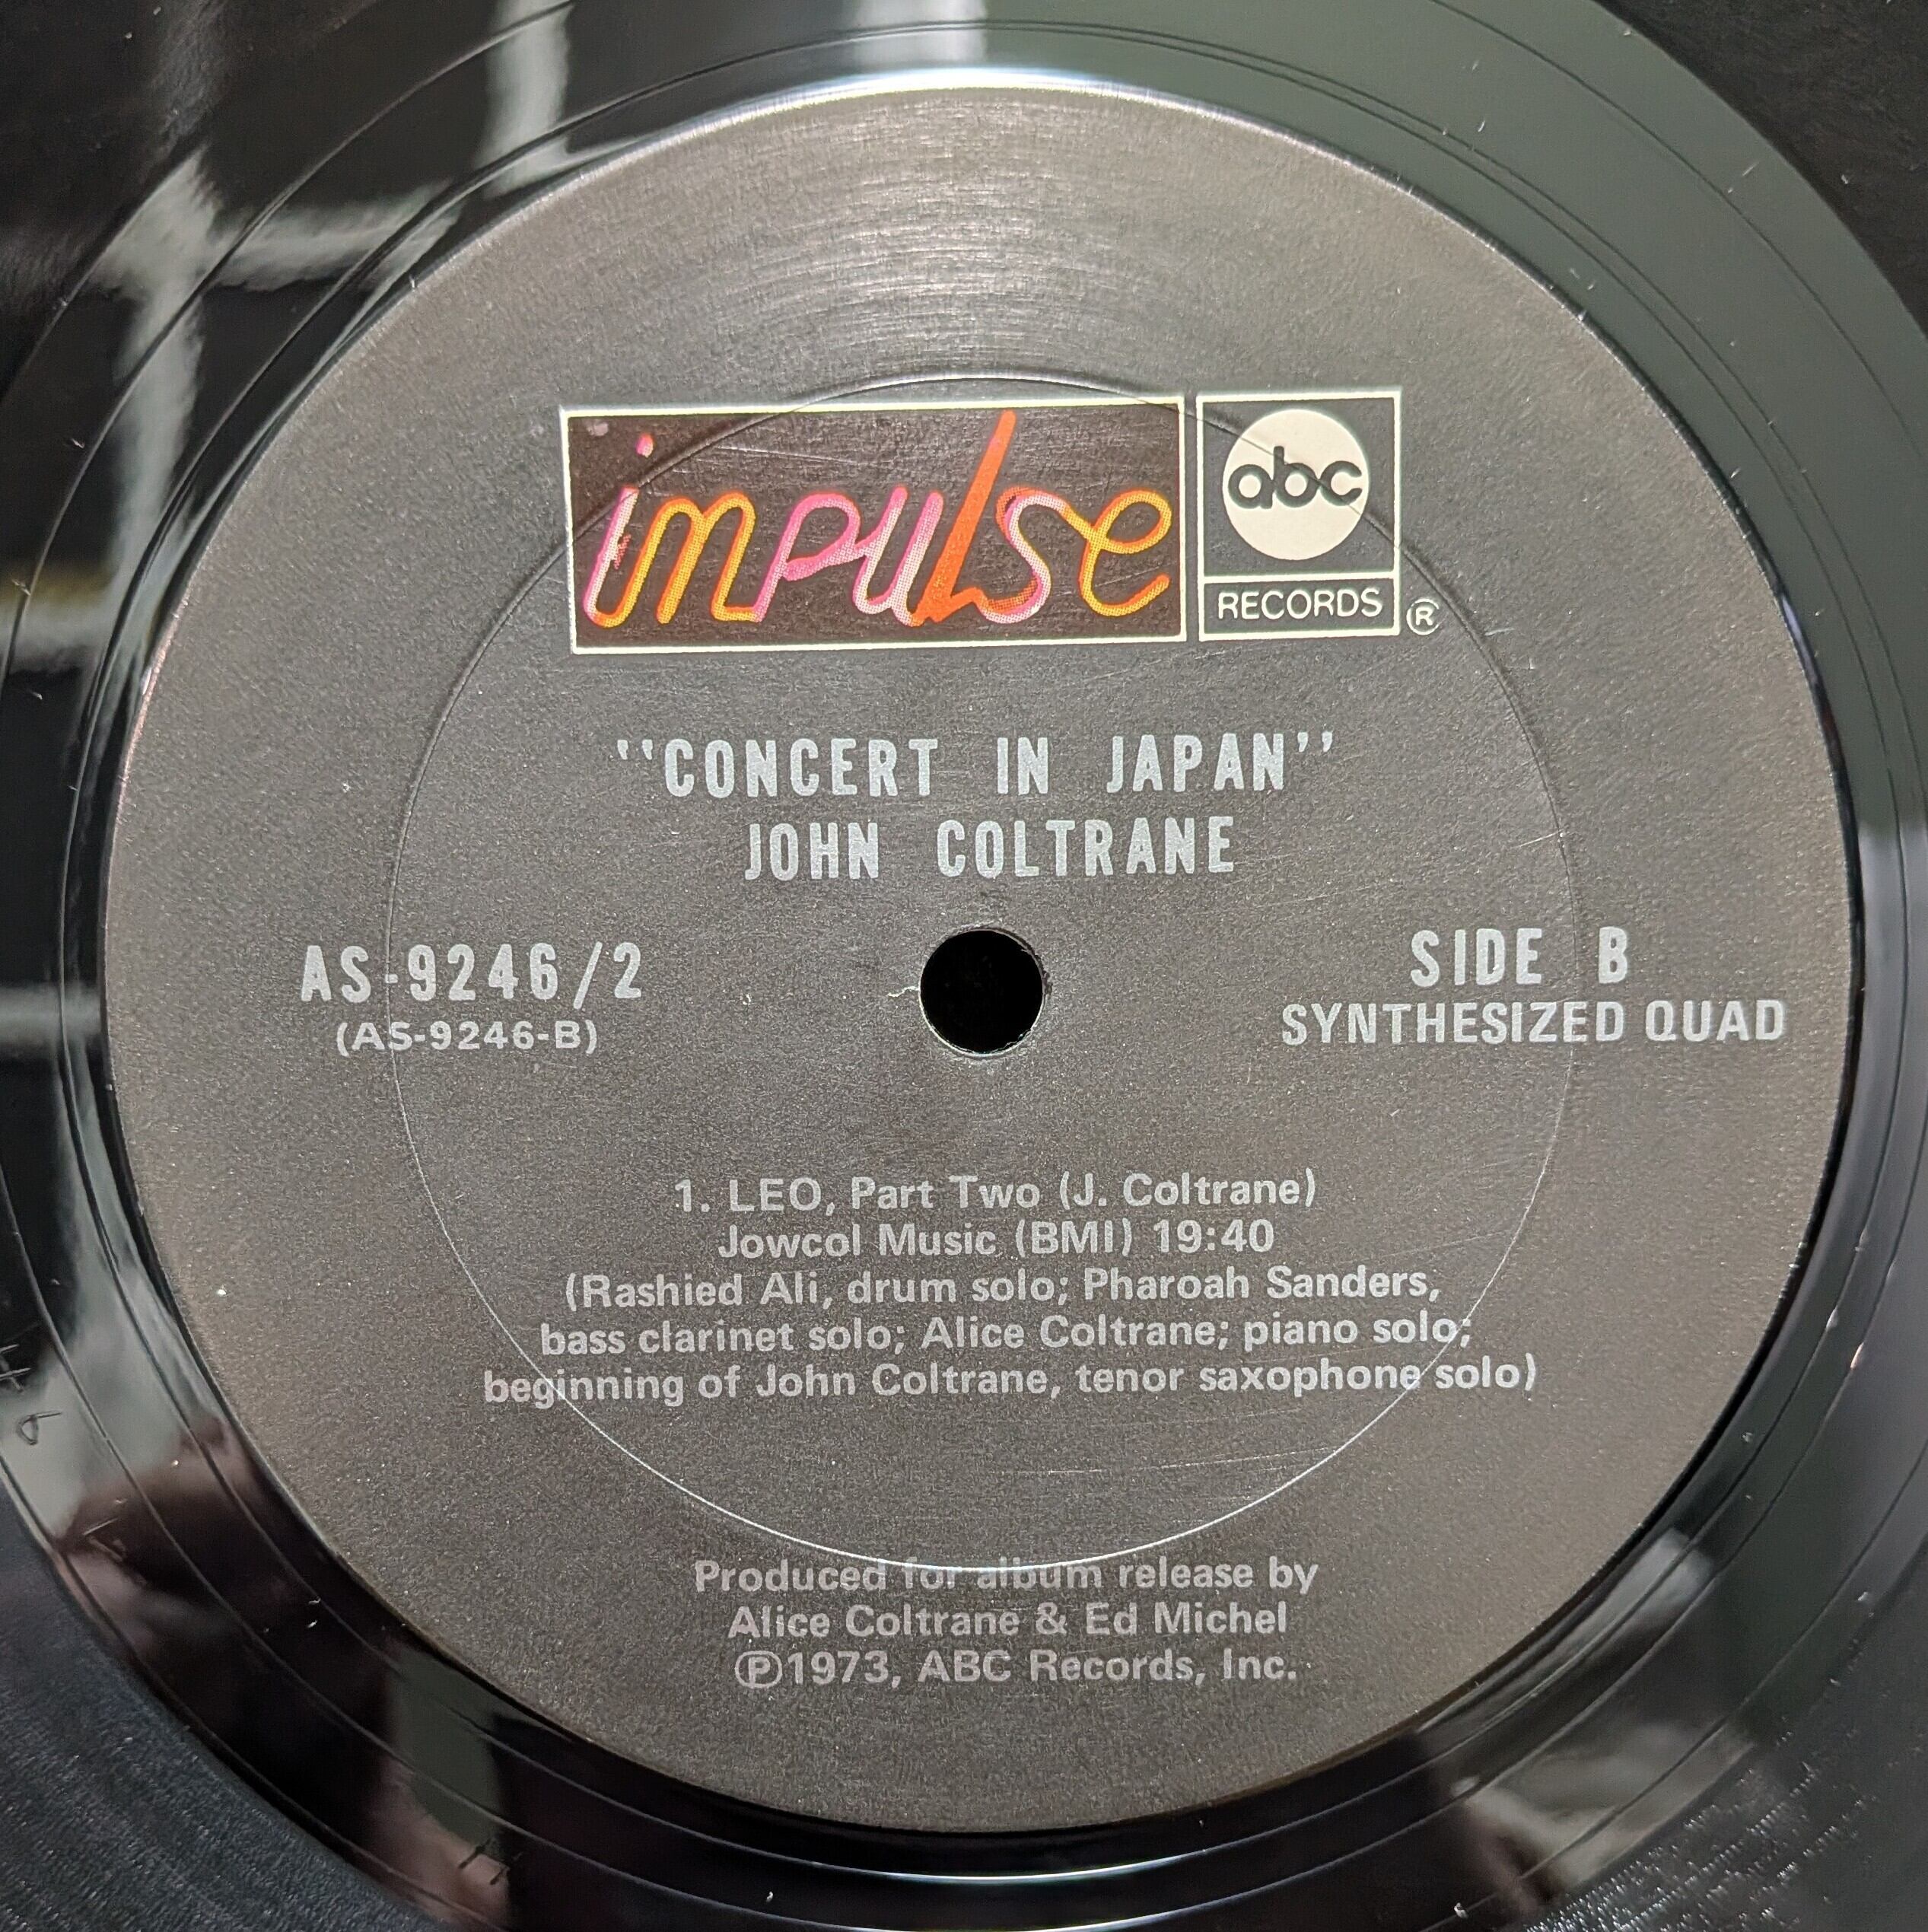 impulse
abc
RECORDS ®
"CONCERT IN JAPAN"
JOHN COLTRANE
AS-9246/2
(AS-9246-B)
SIDE B
SYNTHESIZED QUAD
1. LEO, Part Two (J. Coltrane)
Jowcol Music (BMI) 19:40
(Rashied Ali, drum solo; Pharoah Sanders,
bass clarinet solo; Alice Coltrane; piano solo;
beginning of John Coltrane, tenor saxophone solo)
Produced for album release by
Alice Coltrane & Ed Michel
℗1973, ABC Records, Inc.